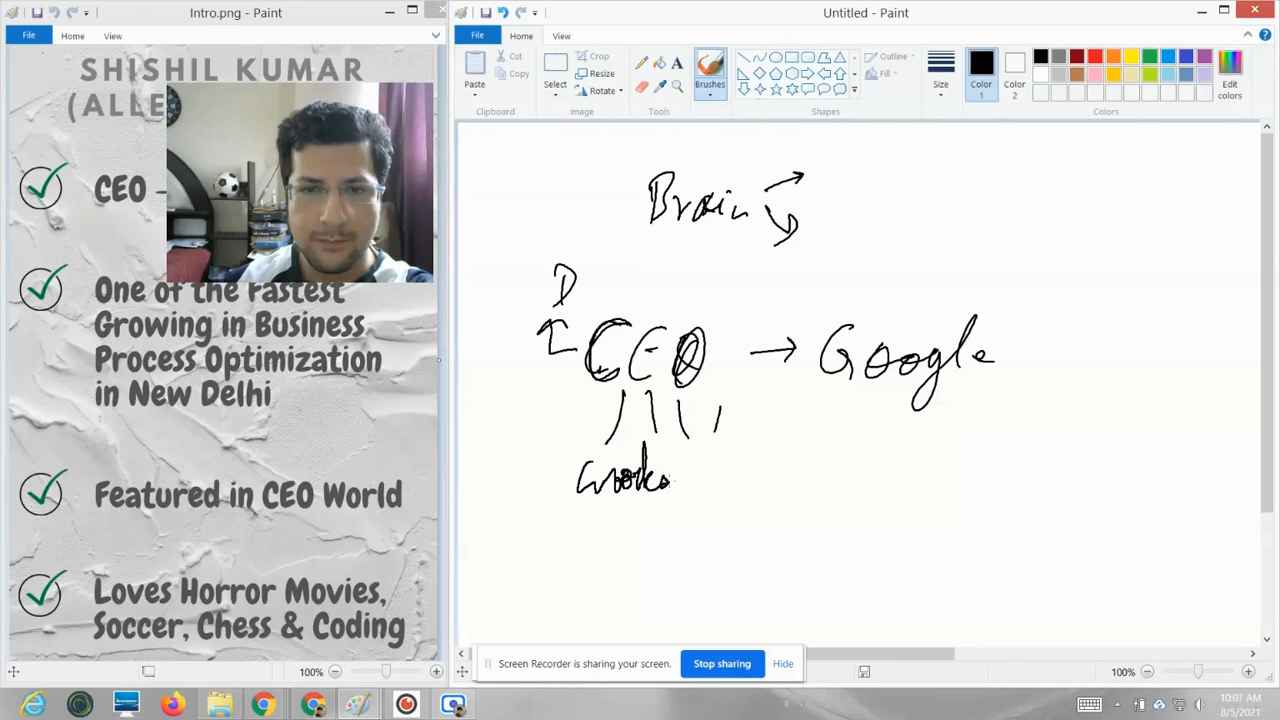 Intro.png - Paint
File
Home
View
SHISHIL KUMAR
(ALLE
CEO -
One of the Fastest
Growing in Business
Process Optimization
in New Delhi
Featured in CEO World
Loves Horror Movies,
Soccer, Chess & Coding
100%
Untitled - Paint
File
Home
View
Paste
Cut
Copy
Clipboard
Select
Crop
Resize
Rotate
Image
A
Tools
Brushes
Shapes
Outline
Fill
Size
Color
1
Color
2
Edit
colors
Colors
Brain
D
CEO → Google
Screen Recorder is sharing your screen.
Stop sharing
Hide
100%
10:07 AM
8/5/2021